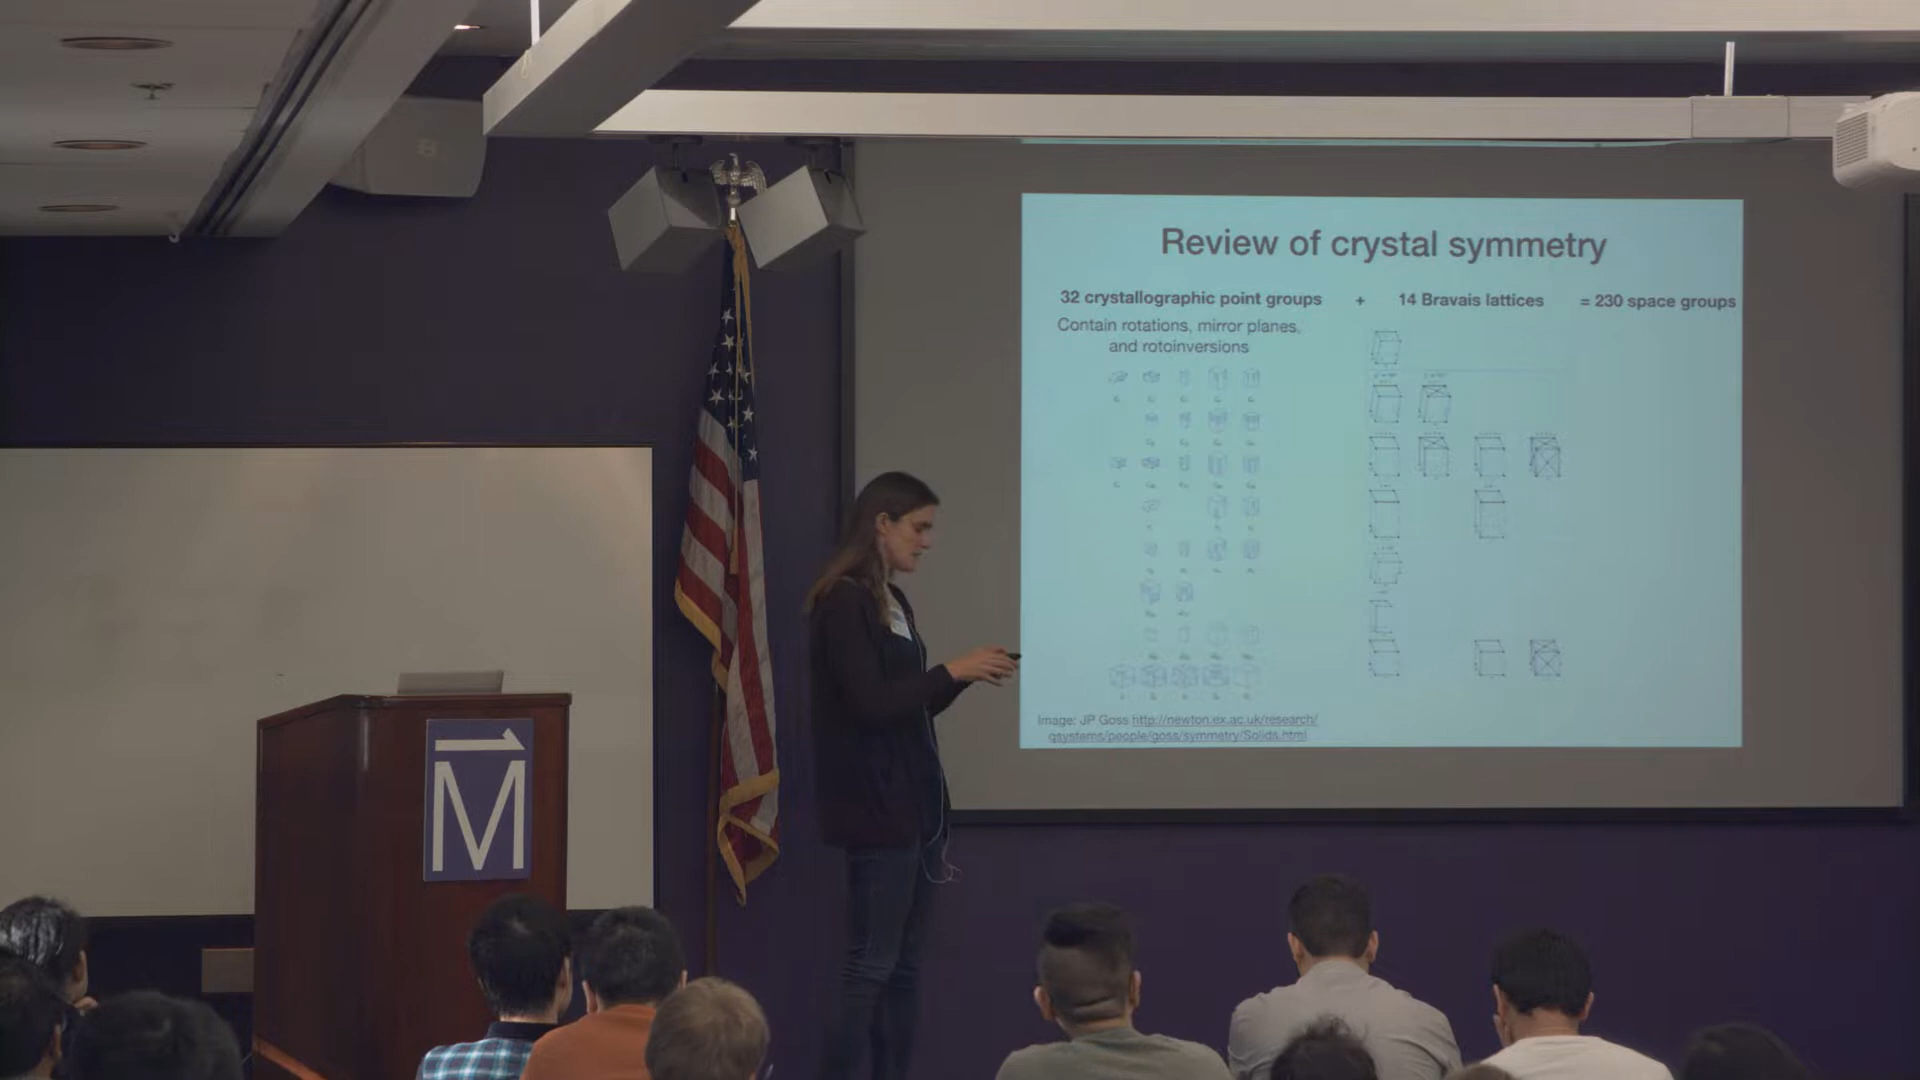 Review of crystal symmetry
32 crystallographic point groups + 14 Bravais lattices = 230 space groups
Contain rotations, mirror planes,
and rotoinversions
Image: JP Goss http://newton.ex.ac.uk/research/
qsystems/people/goss/symmetry/Solids.html
M